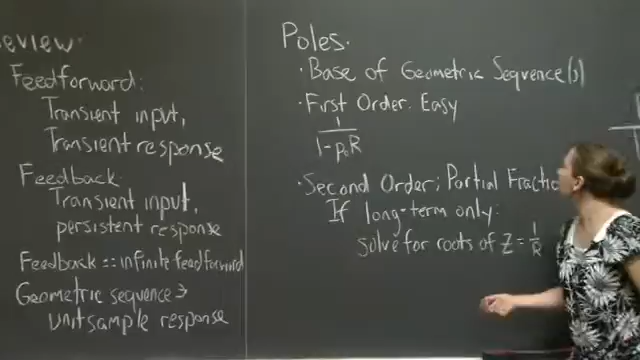 eview.
Feedforward:
Transient input,
Transient response
Feedback:
Transient input,
persistent response
Feedback == infinite feedforward
Geometric sequence →
unit sample response
Poles.
· Base of Geometric Sequence(s)
· First Order. Easy
1
1 - p₀R
· Second Order; Partial Fractio
If long-term only:
solve for roots of Z = 1/R